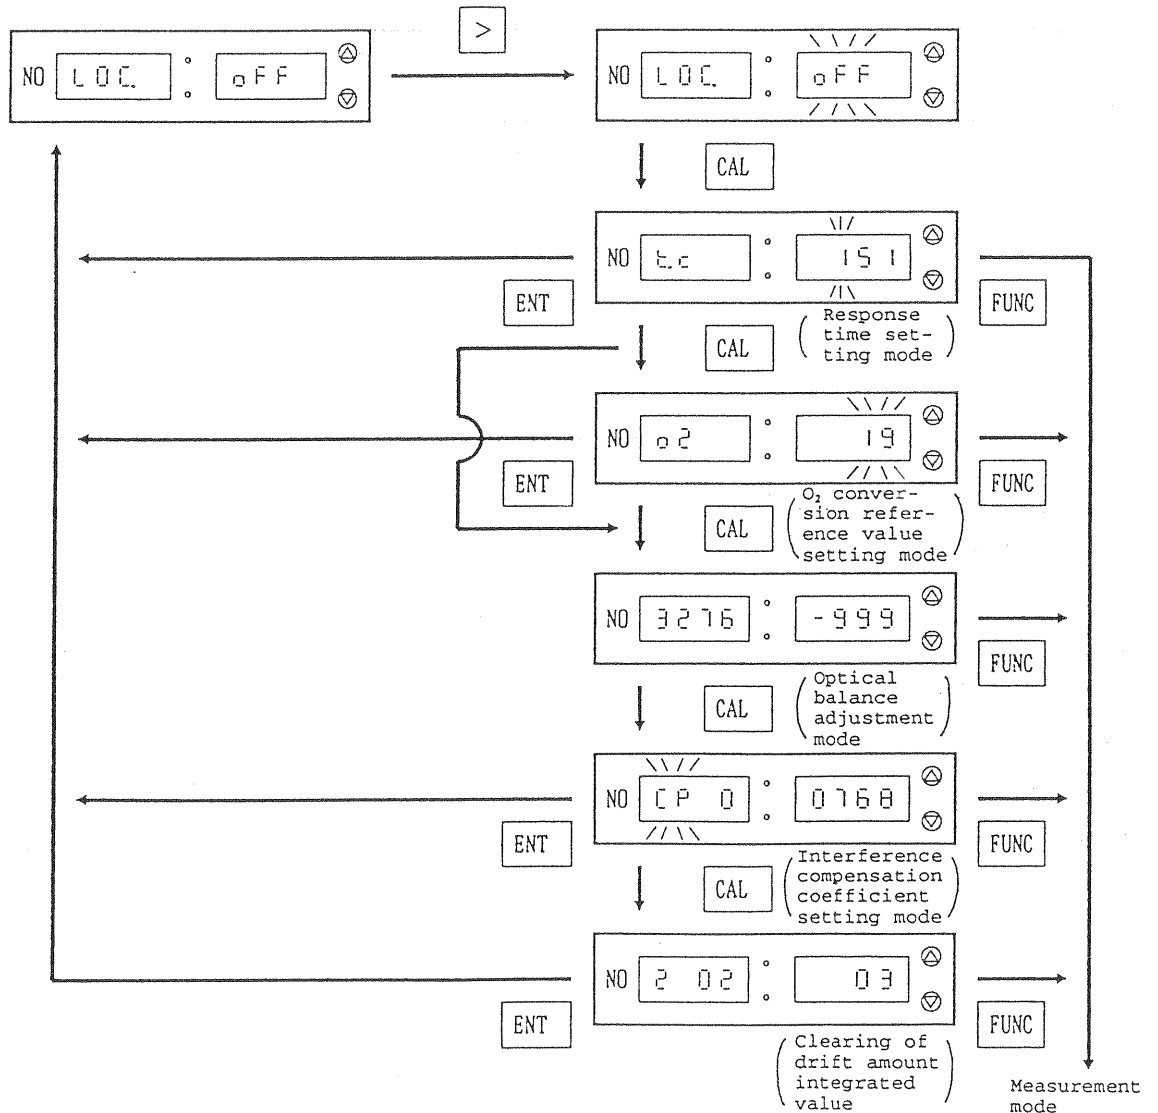 >
NO LOC. : oFF
NO LOC. : oFF
CAL
NO t.c : 151
ENT
FUNC
Response
time set-
ting mode
CAL
NO o2 : 19
ENT
FUNC
O₂ conver-
sion refer-
ence value
setting mode
CAL
NO 3276 : -999
FUNC
Optical
balance
adjustment
mode
CAL
NO CP 0 : 0768
ENT
FUNC
Interference
compensation
coefficient
setting mode
CAL
NO 2 02 : 03
ENT
FUNC
Clearing of
drift amount
integrated
value
Measurement
mode